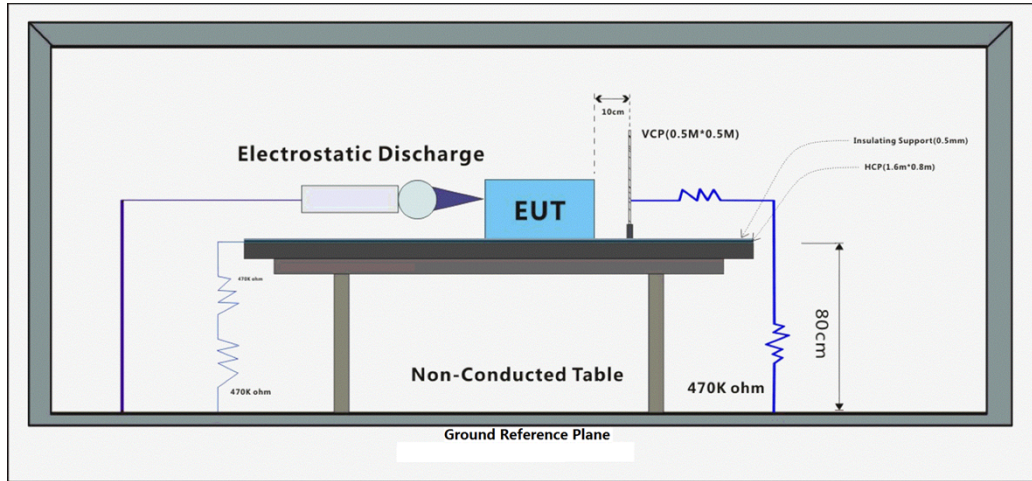 10cm
VCP(0.5M*0.5M)
Electrostatic Discharge
Insulating Support(0.5mm)
HCP(1.6m*0.8m)
EUT
470K ohm
80cm
Non-Conducted Table
470K ohm
470K ohm
Ground Reference Plane